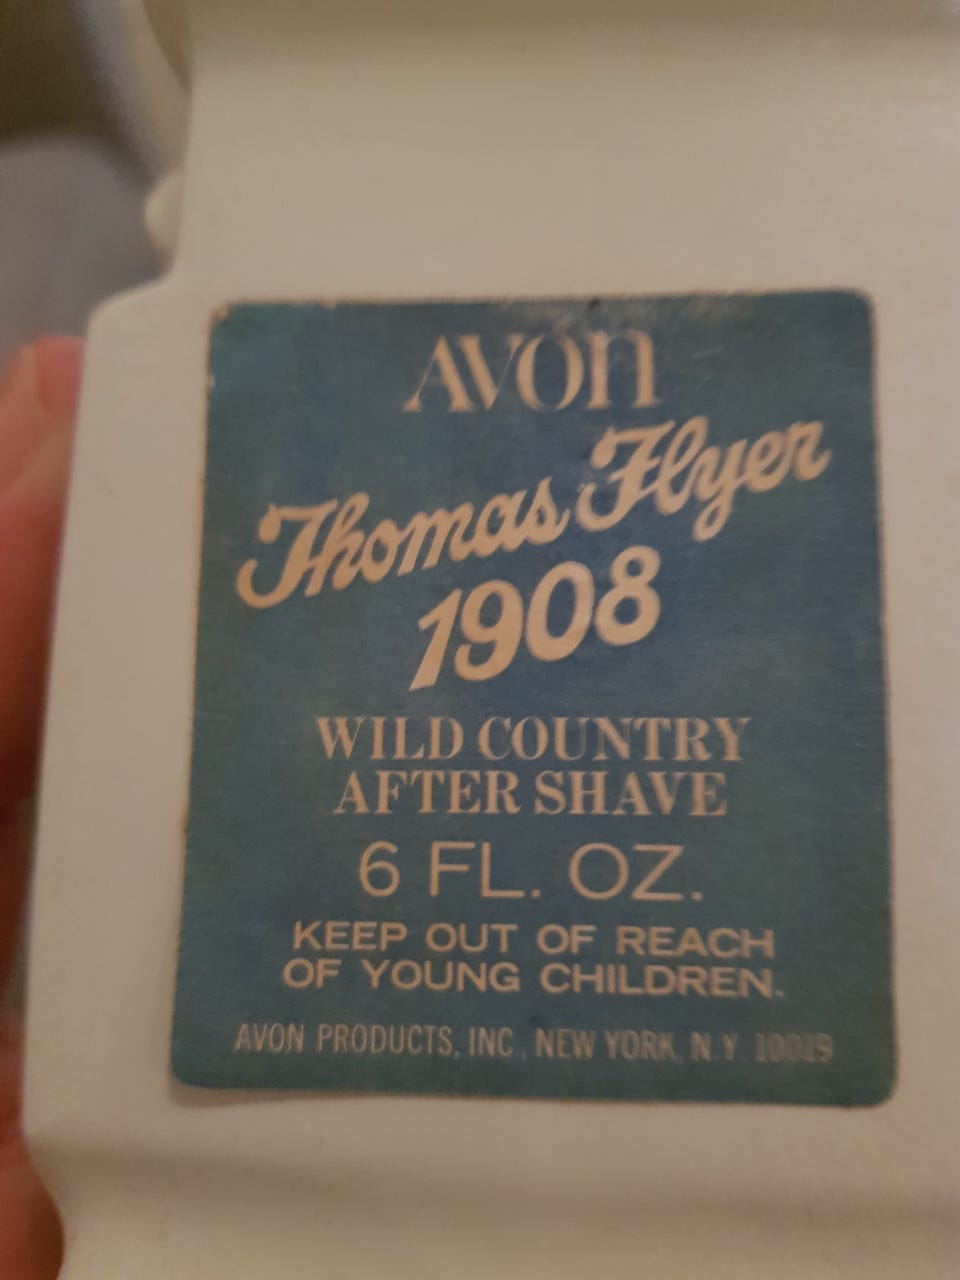 AVON
Thomas Flyer
1908
WILD COUNTRY
AFTER SHAVE
6 FL. OZ.
KEEP OUT OF REACH
OF YOUNG CHILDREN.
AVON PRODUCTS, INC., NEW YORK, N.Y. 10019